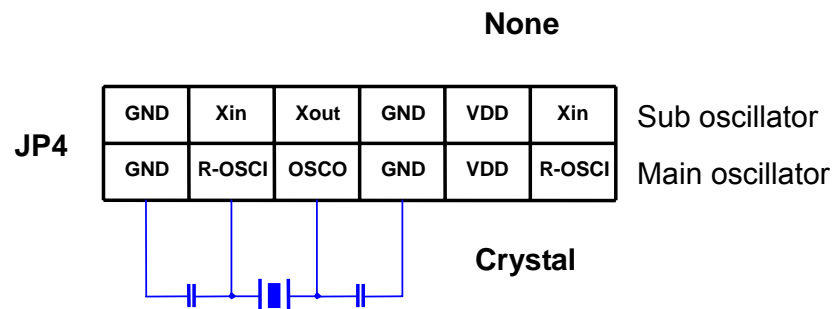 None
GND Xin Xout GND VDD Xin Sub oscillator
JP4
GND R-OSCI OSCO GND VDD R-OSCI Main oscillator
Crystal